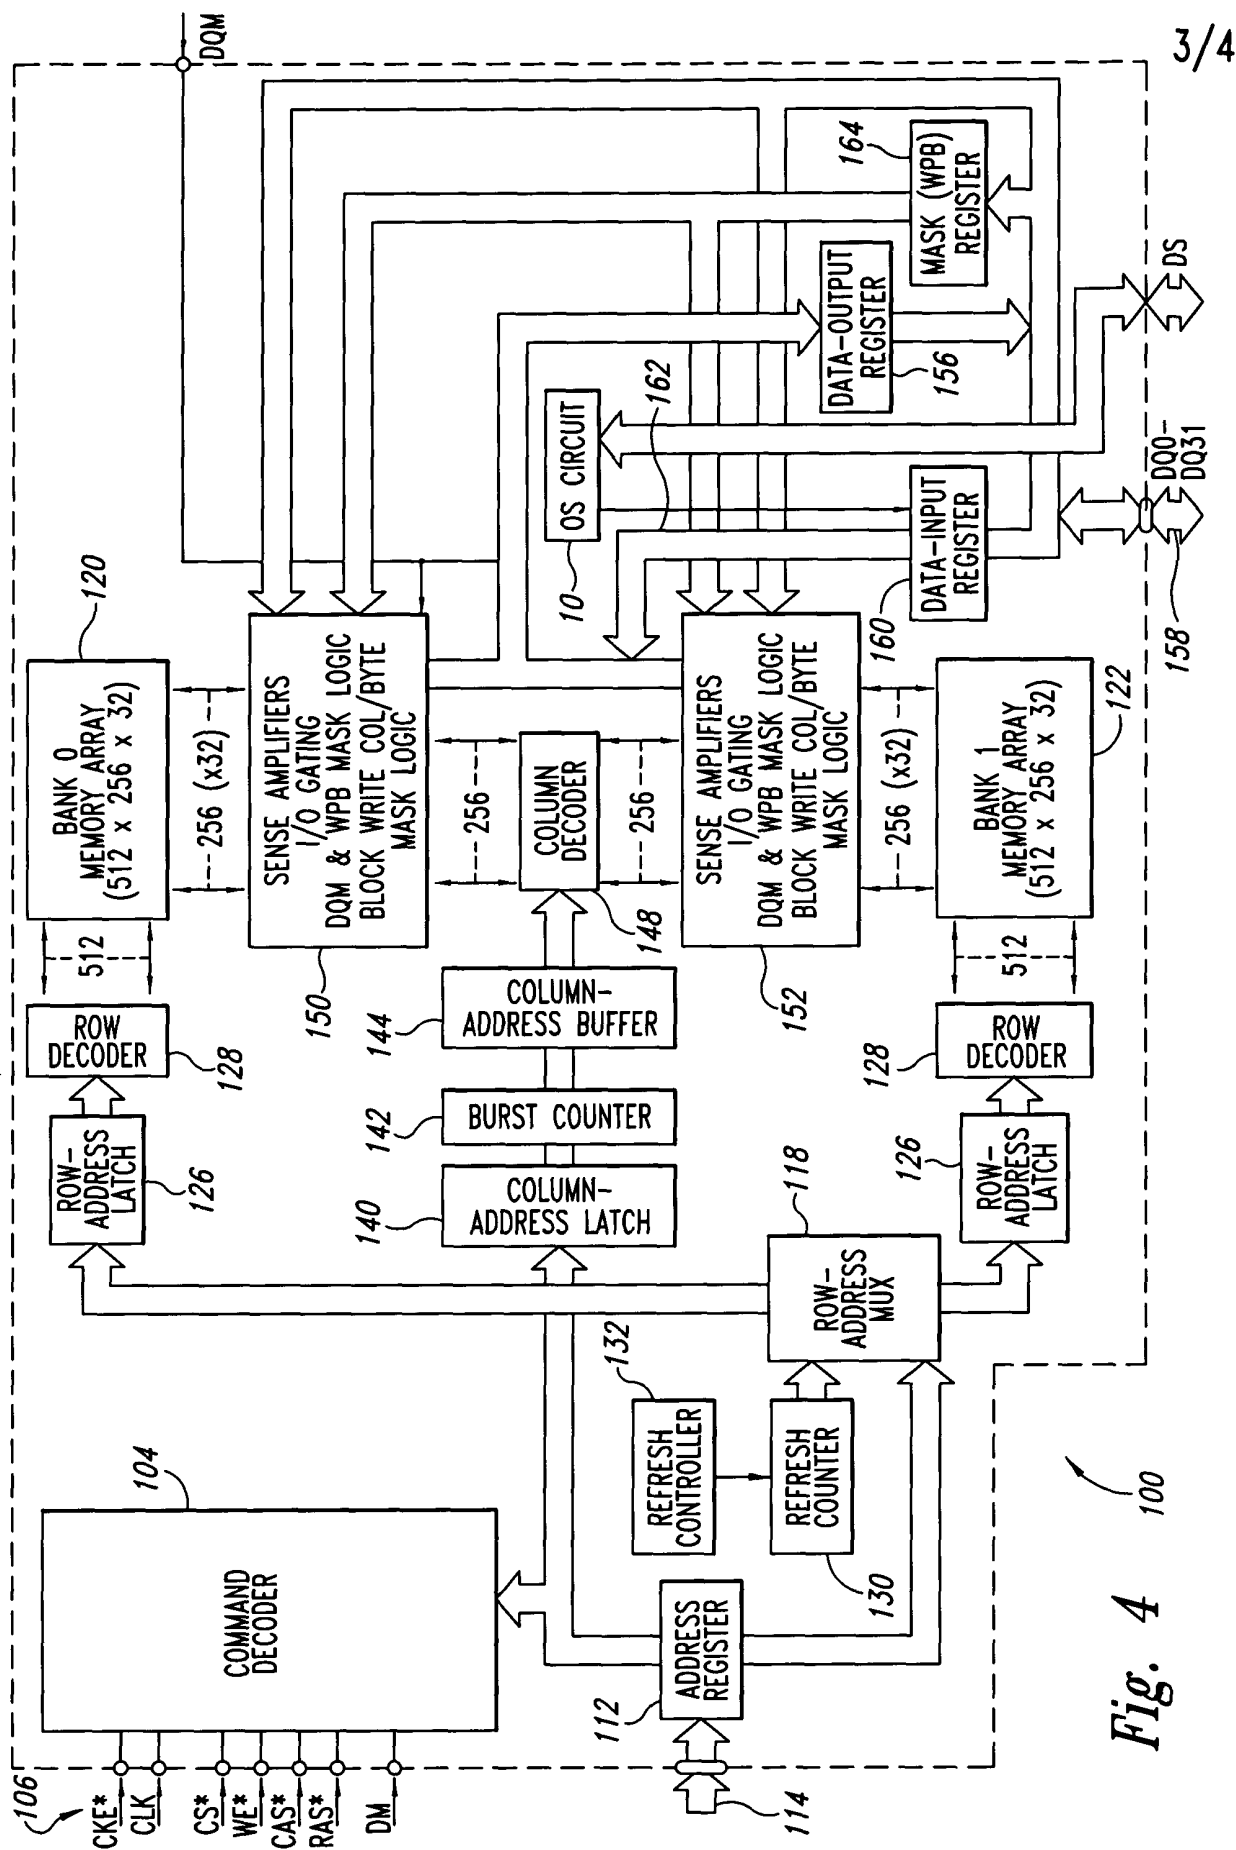 3/4
DQM
120
BANK 0
MEMORY ARRAY
(512 x 256 x 32)
512
ROW
DECODER
128
ROW-
ADDRESS
LATCH
126
256 (x32)
SENSE AMPLIFIERS
I/O GATING
DQM & WPB MASK LOGIC
BLOCK WRITE COL/BYTE
MASK LOGIC
150
104
COMMAND
DECODER
106
CKE*
CLK
CS*
WE*
CAS*
RAS*
DM
256
COLUMN
DECODER
148
256
COLUMN-
ADDRESS BUFFER
144
BURST COUNTER
142
COLUMN-
ADDRESS LATCH
140
OS CIRCUIT
10
162
164
MASK (WPB)
REGISTER
DATA-OUTPUT
REGISTER
156
DATA-INPUT
REGISTER
160
SENSE AMPLIFIERS
I/O GATING
DQM & WPB MASK LOGIC
BLOCK WRITE COL/BYTE
MASK LOGIC
152
256 (x32)
BANK 1
MEMORY ARRAY
(512 x 256 x 32)
122
512
ROW
DECODER
128
ROW-
ADDRESS
LATCH
126
118
ROW-
ADDRESS
MUX
132
REFRESH
CONTROLLER
REFRESH
COUNTER
130
ADDRESS
REGISTER
112
114
DS
DQ0-
DQ31
158
100
Fig. 4